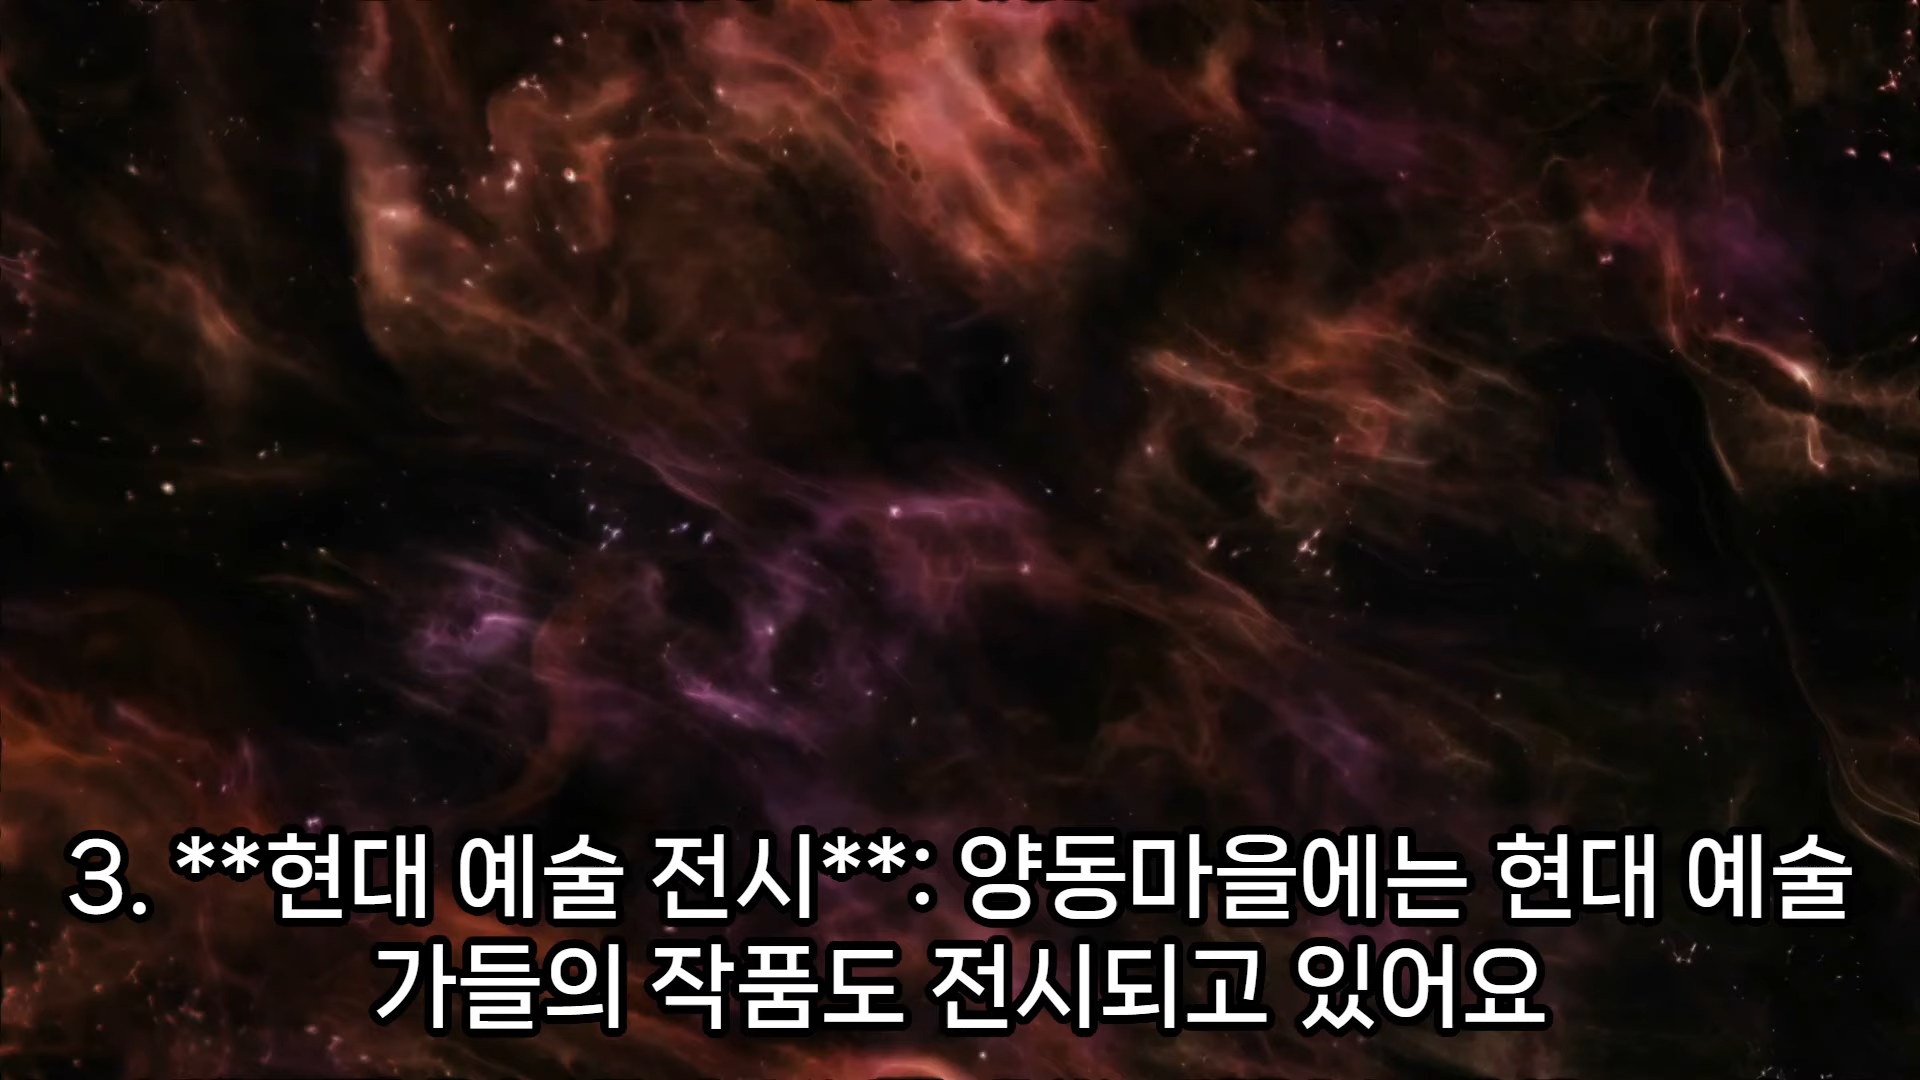 3. **현대 예술 전시**: 양동마을에는 현대 예술
가들의 작품도 전시되고 있어요